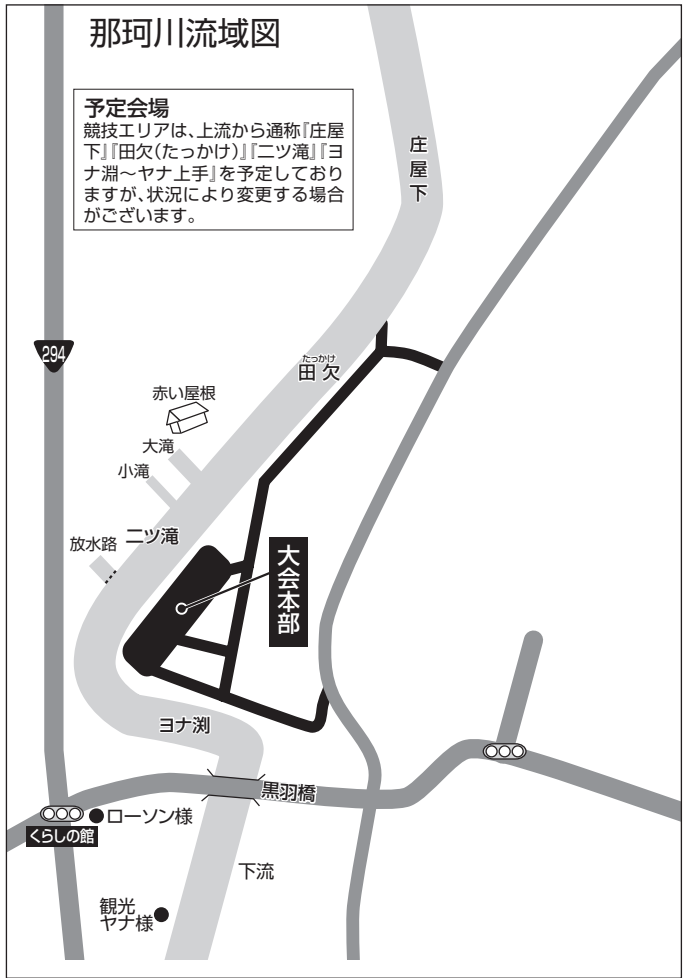 那珂川流域図
予定会場
競技エリアは、上流から通称『庄屋
下』『田欠(たっかけ)』『二ツ滝』『ヨ
ナ淵～ヤナ上手』を予定しており
ますが、状況により変更する場合
がございます。
庄屋下
294
たっかけ
田欠
赤い屋根
大滝
小滝
二ツ滝
放水路
大会本部
ヨナ渕
黒羽橋
ローソン様
くらしの館
下流
観光
ヤナ様